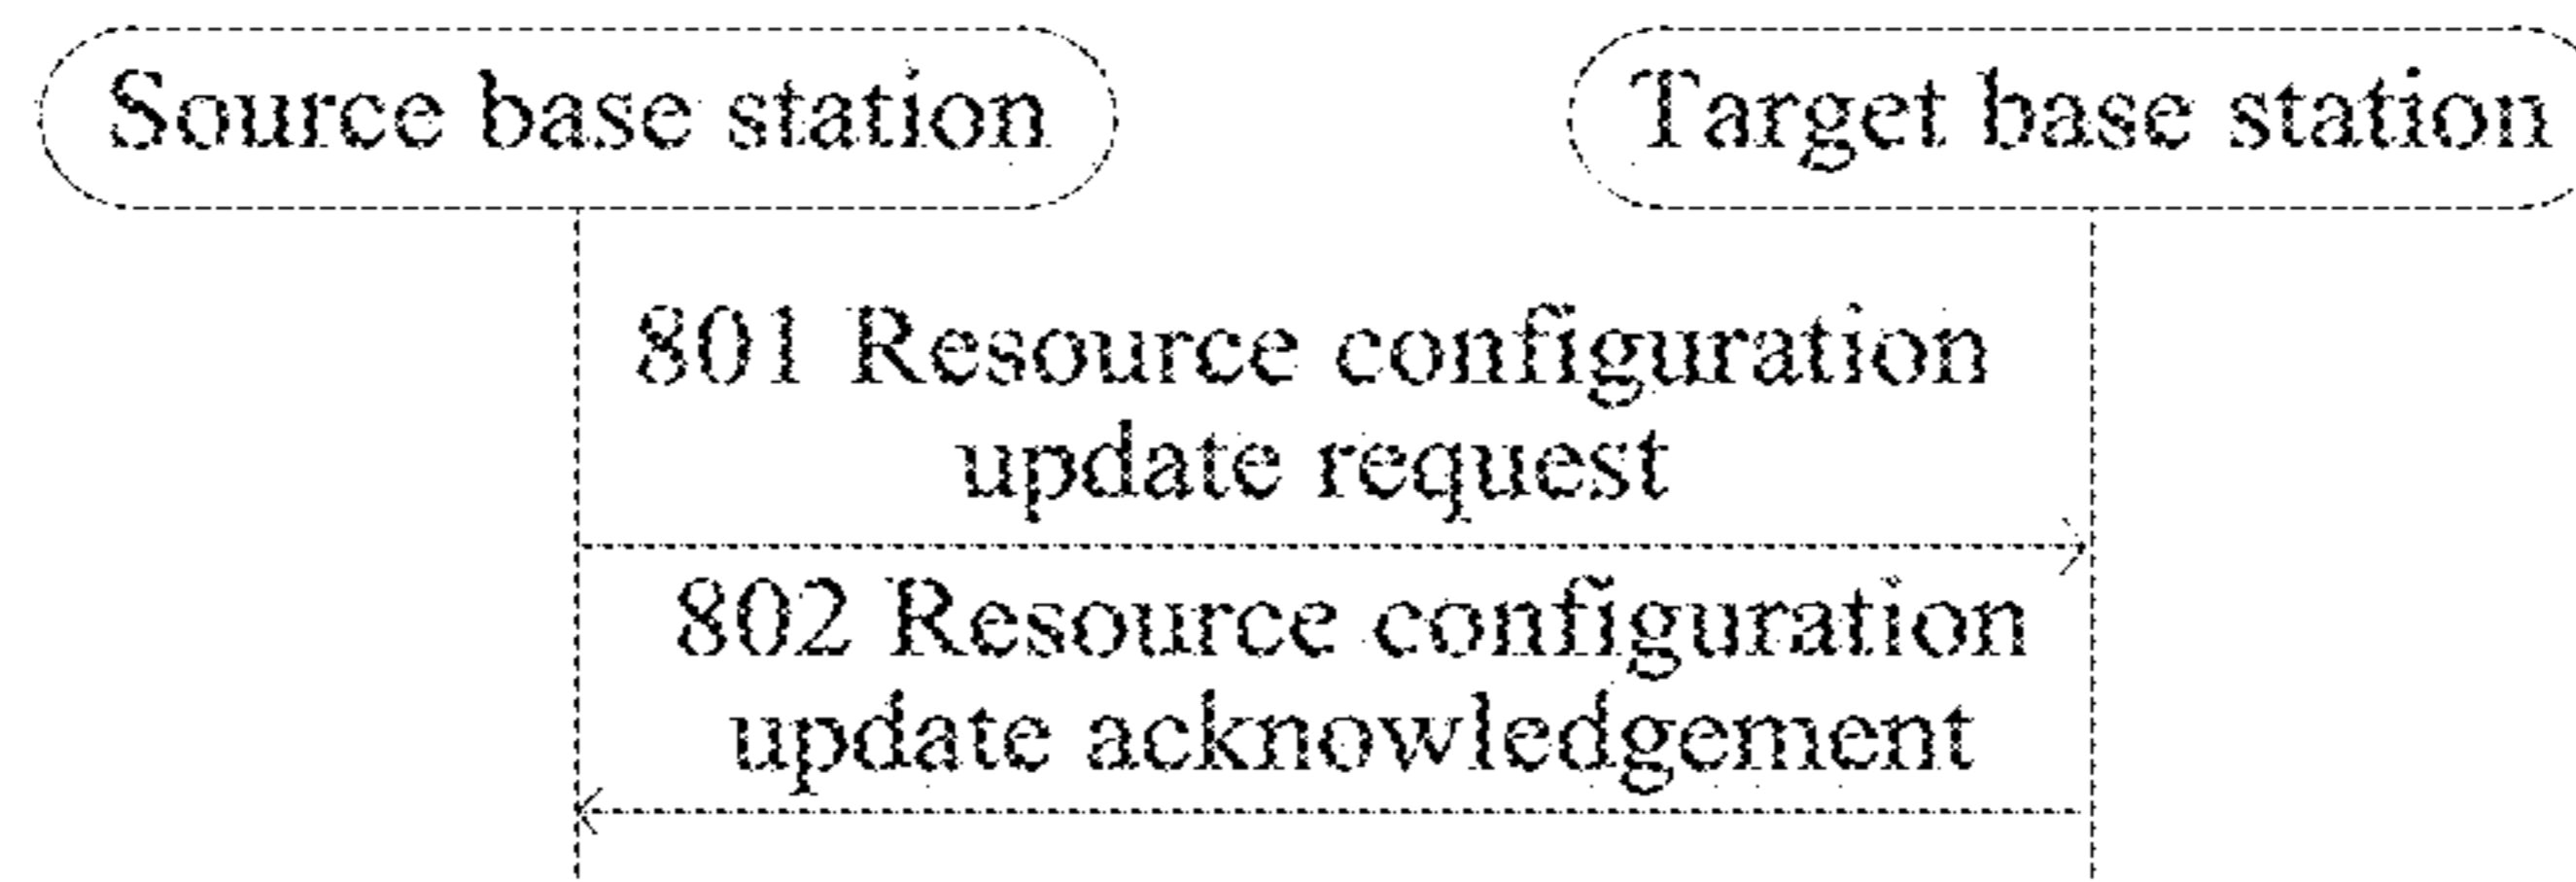 Source base station
Target base station
801 Resource configuration
update request
802 Resource configuration
update acknowledgement